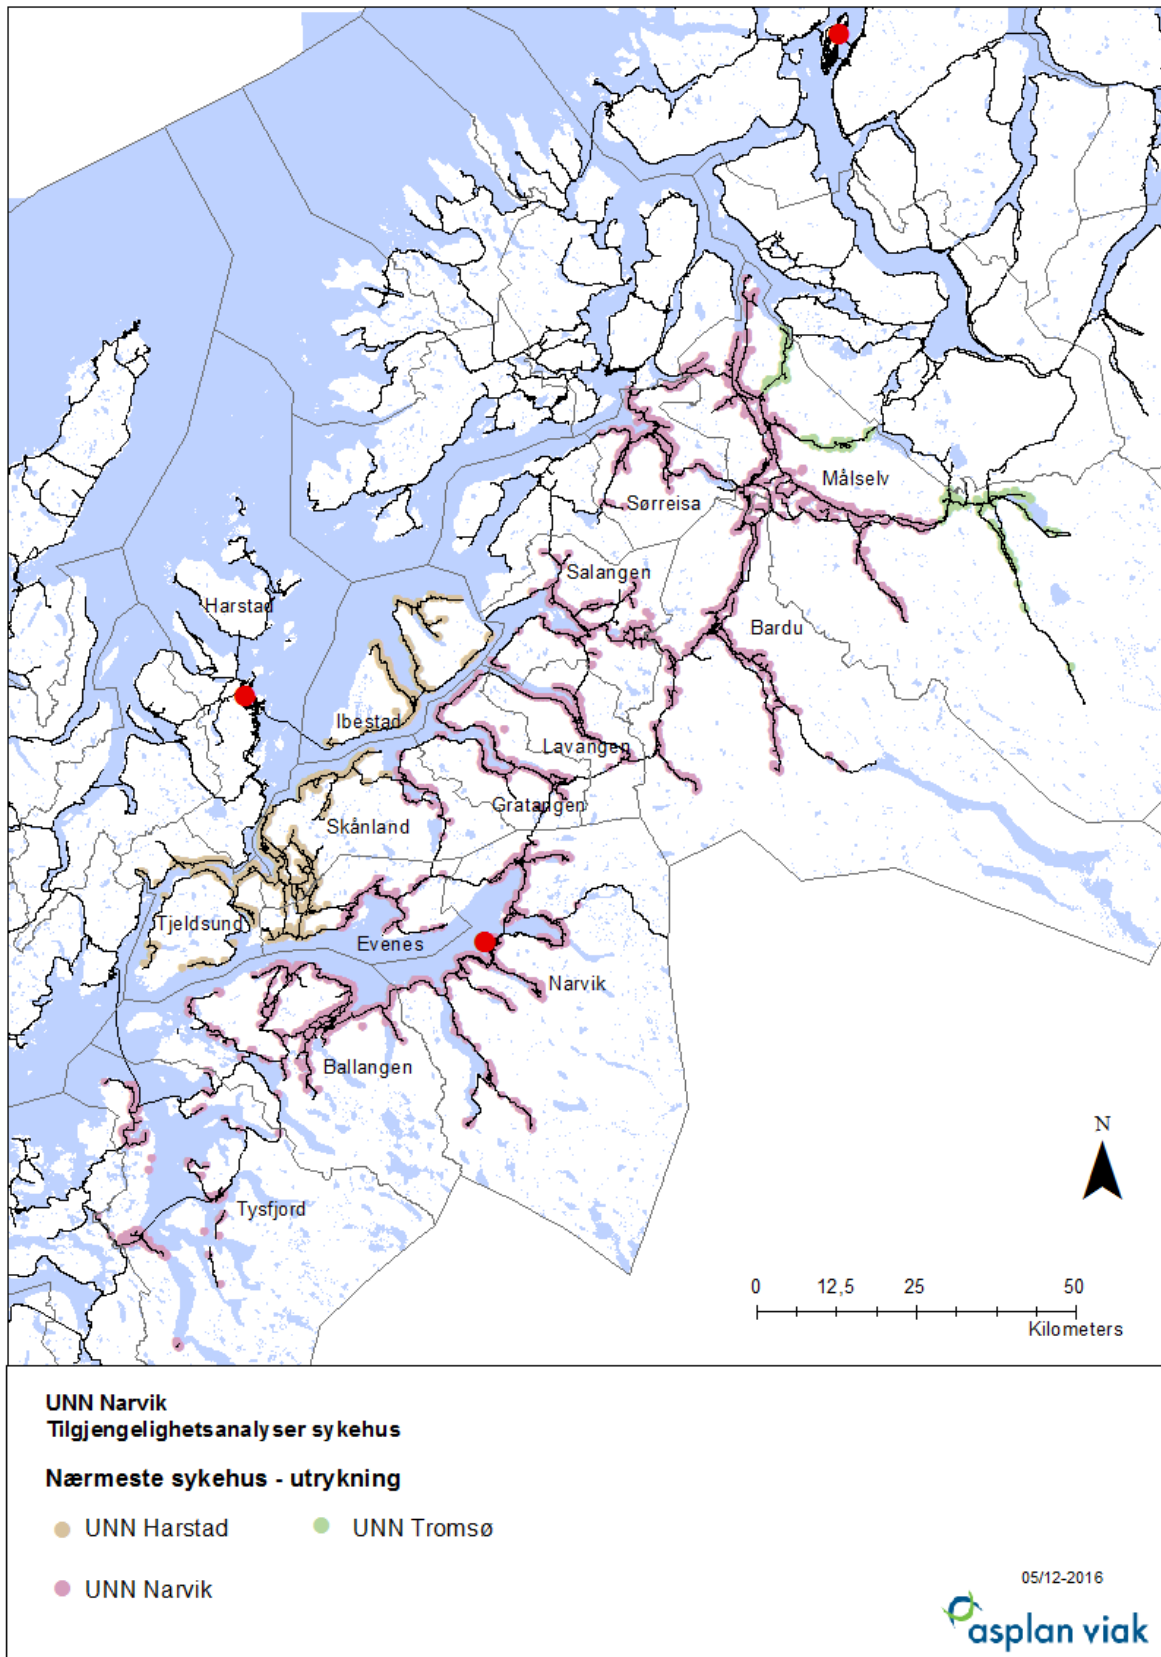 Målselv
Sørreisa
Salangen
Harstad
Bardu
Ibestad
Lavangen
Gratangen
Skånland
Tjeldsund
Evenes
Narvik
Ballangen
N
Tysfjord
0 12,5 25 50
Kilometers
UNN Narvik
Tilgjengelighetsanalyser sykehus
Nærmeste sykehus - utrykning
UNN Harstad UNN Tromsø
UNN Narvik
05/12-2016
asplan viak